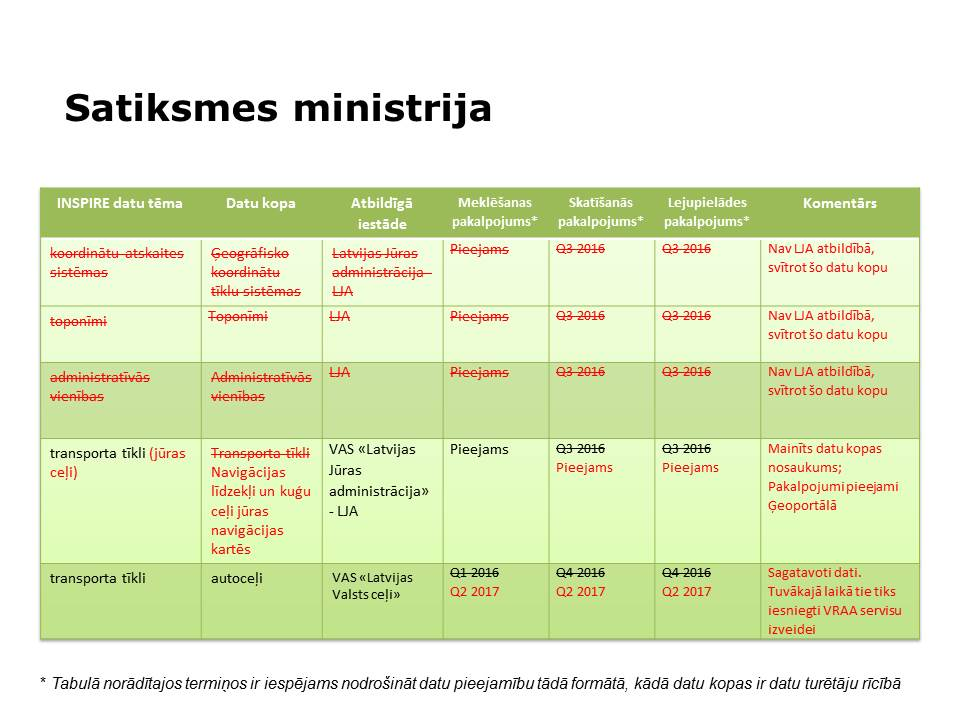 Satiksmes ministrija
INSPIRE datu tēma
Datu kopa
Atbildīgā
iestāde
Meklēšanas
pakalpojums*
Skatīšanās
pakalpojums*
Lejupielādes
pakalpojums*
Komentārs
koordinātu atskaites
sistēmas
Ģeogrāfisko
koordinātu
tīklu sistēmas
Latvijas Jūras
administrācija -
LJA
Pieejams
Q3 2016
Q3 2016
Nav LJA atbildībā,
svītrot šo datu kopu
toponīmi
Toponīmi
LJA
Pieejams
Q3 2016
Q3 2016
Nav LJA atbildībā,
svītrot šo datu kopu
administratīvās
vienības
Administratīvās
vienības
LJA
Pieejams
Q3 2016
Q3 2016
Nav LJA atbildībā,
svītrot šo datu kopu
transporta tīkli (jūras
ceļi)
Transporta tīkli
Navigācijas
līdzekļi un kuģu
ceļi jūras
navigācijas
kartēs
VAS «Latvijas
Jūras
administrācija»
- LJA
Pieejams
Q3 2016
Pieejams
Q3 2016
Pieejams
Mainīts datu kopas
nosaukums;
Pakalpojumi pieejami
Ģeoportālā
transporta tīkli
autoceļi
VAS «Latvijas
Valsts ceļi»
Q1 2016
Q2 2017
Q4 2016
Q2 2017
Q4 2016
Q2 2017
Sagatavoti dati.
Tuvākajā laikā tie tiks
iesniegti VRAA servisu
izveidei
* Tabulā norādītajos termiņos ir iespējams nodrošināt datu pieejamību tādā formātā, kādā datu kopas ir datu turētāju rīcībā